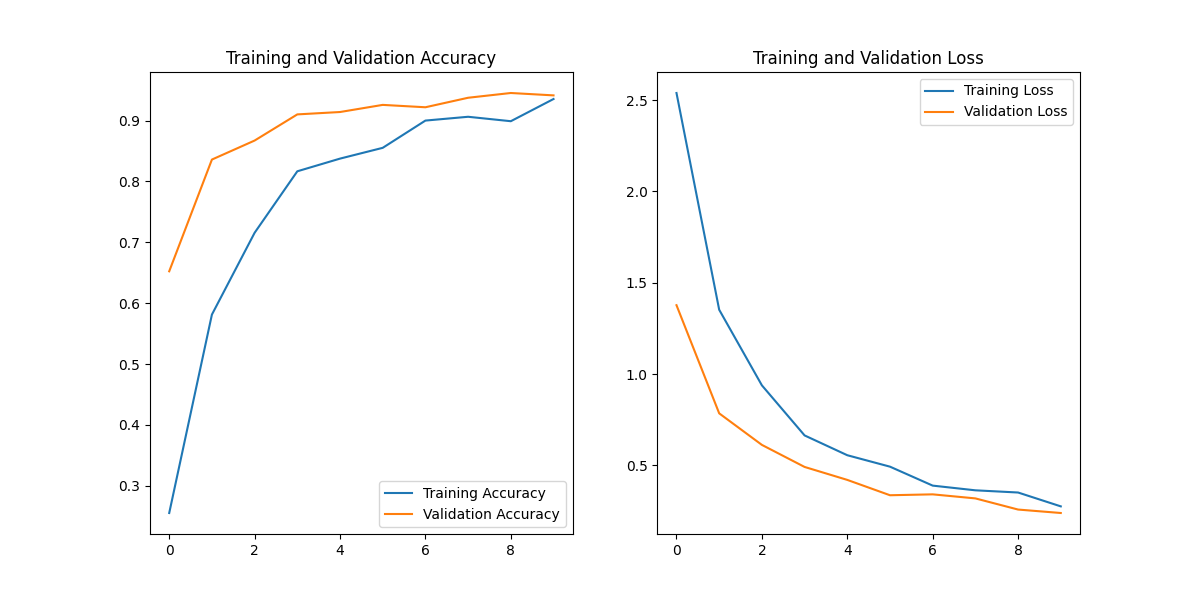 Training and Validation Accuracy
0.9
0.8
0.7
0.6
0.5
0.4
0.3
Training Accuracy
Validation Accuracy
0 2 4 6 8
Training and Validation Loss
Training Loss
Validation Loss
2.5
2.0
1.5
1.0
0.5
0 2 4 6 8